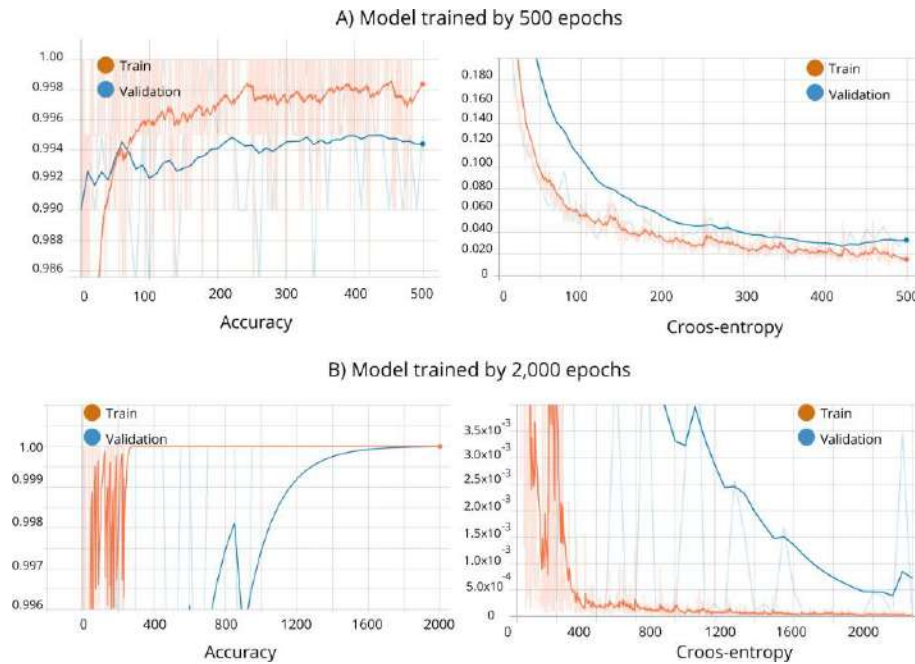 A) Model trained by 500 epochs
1.00
0.998
0.996
0.994
0.992
0.990
0.988
0.986
Train
Validation
0 100 200 300 400 500
Accuracy
0.180
0.160
0.140
0.120
0.100
0.080
0.060
0.040
0.020
0
Train
Validation
0 100 200 300 400 500
Croos-entropy
B) Model trained by 2,000 epochs
Train
Validation
1.00
0.999
0.998
0.997
0.996
0 400 800 1200 1600 2000
Accuracy
3.5x10⁻³
3.0x10⁻³
2.5x10⁻³
2.0x10⁻³
1.5x10⁻³
1.0x10⁻³
5.0x10⁻⁴
0
Train
Validation
0 400 800 1200 1600 2000
Croos-entropy